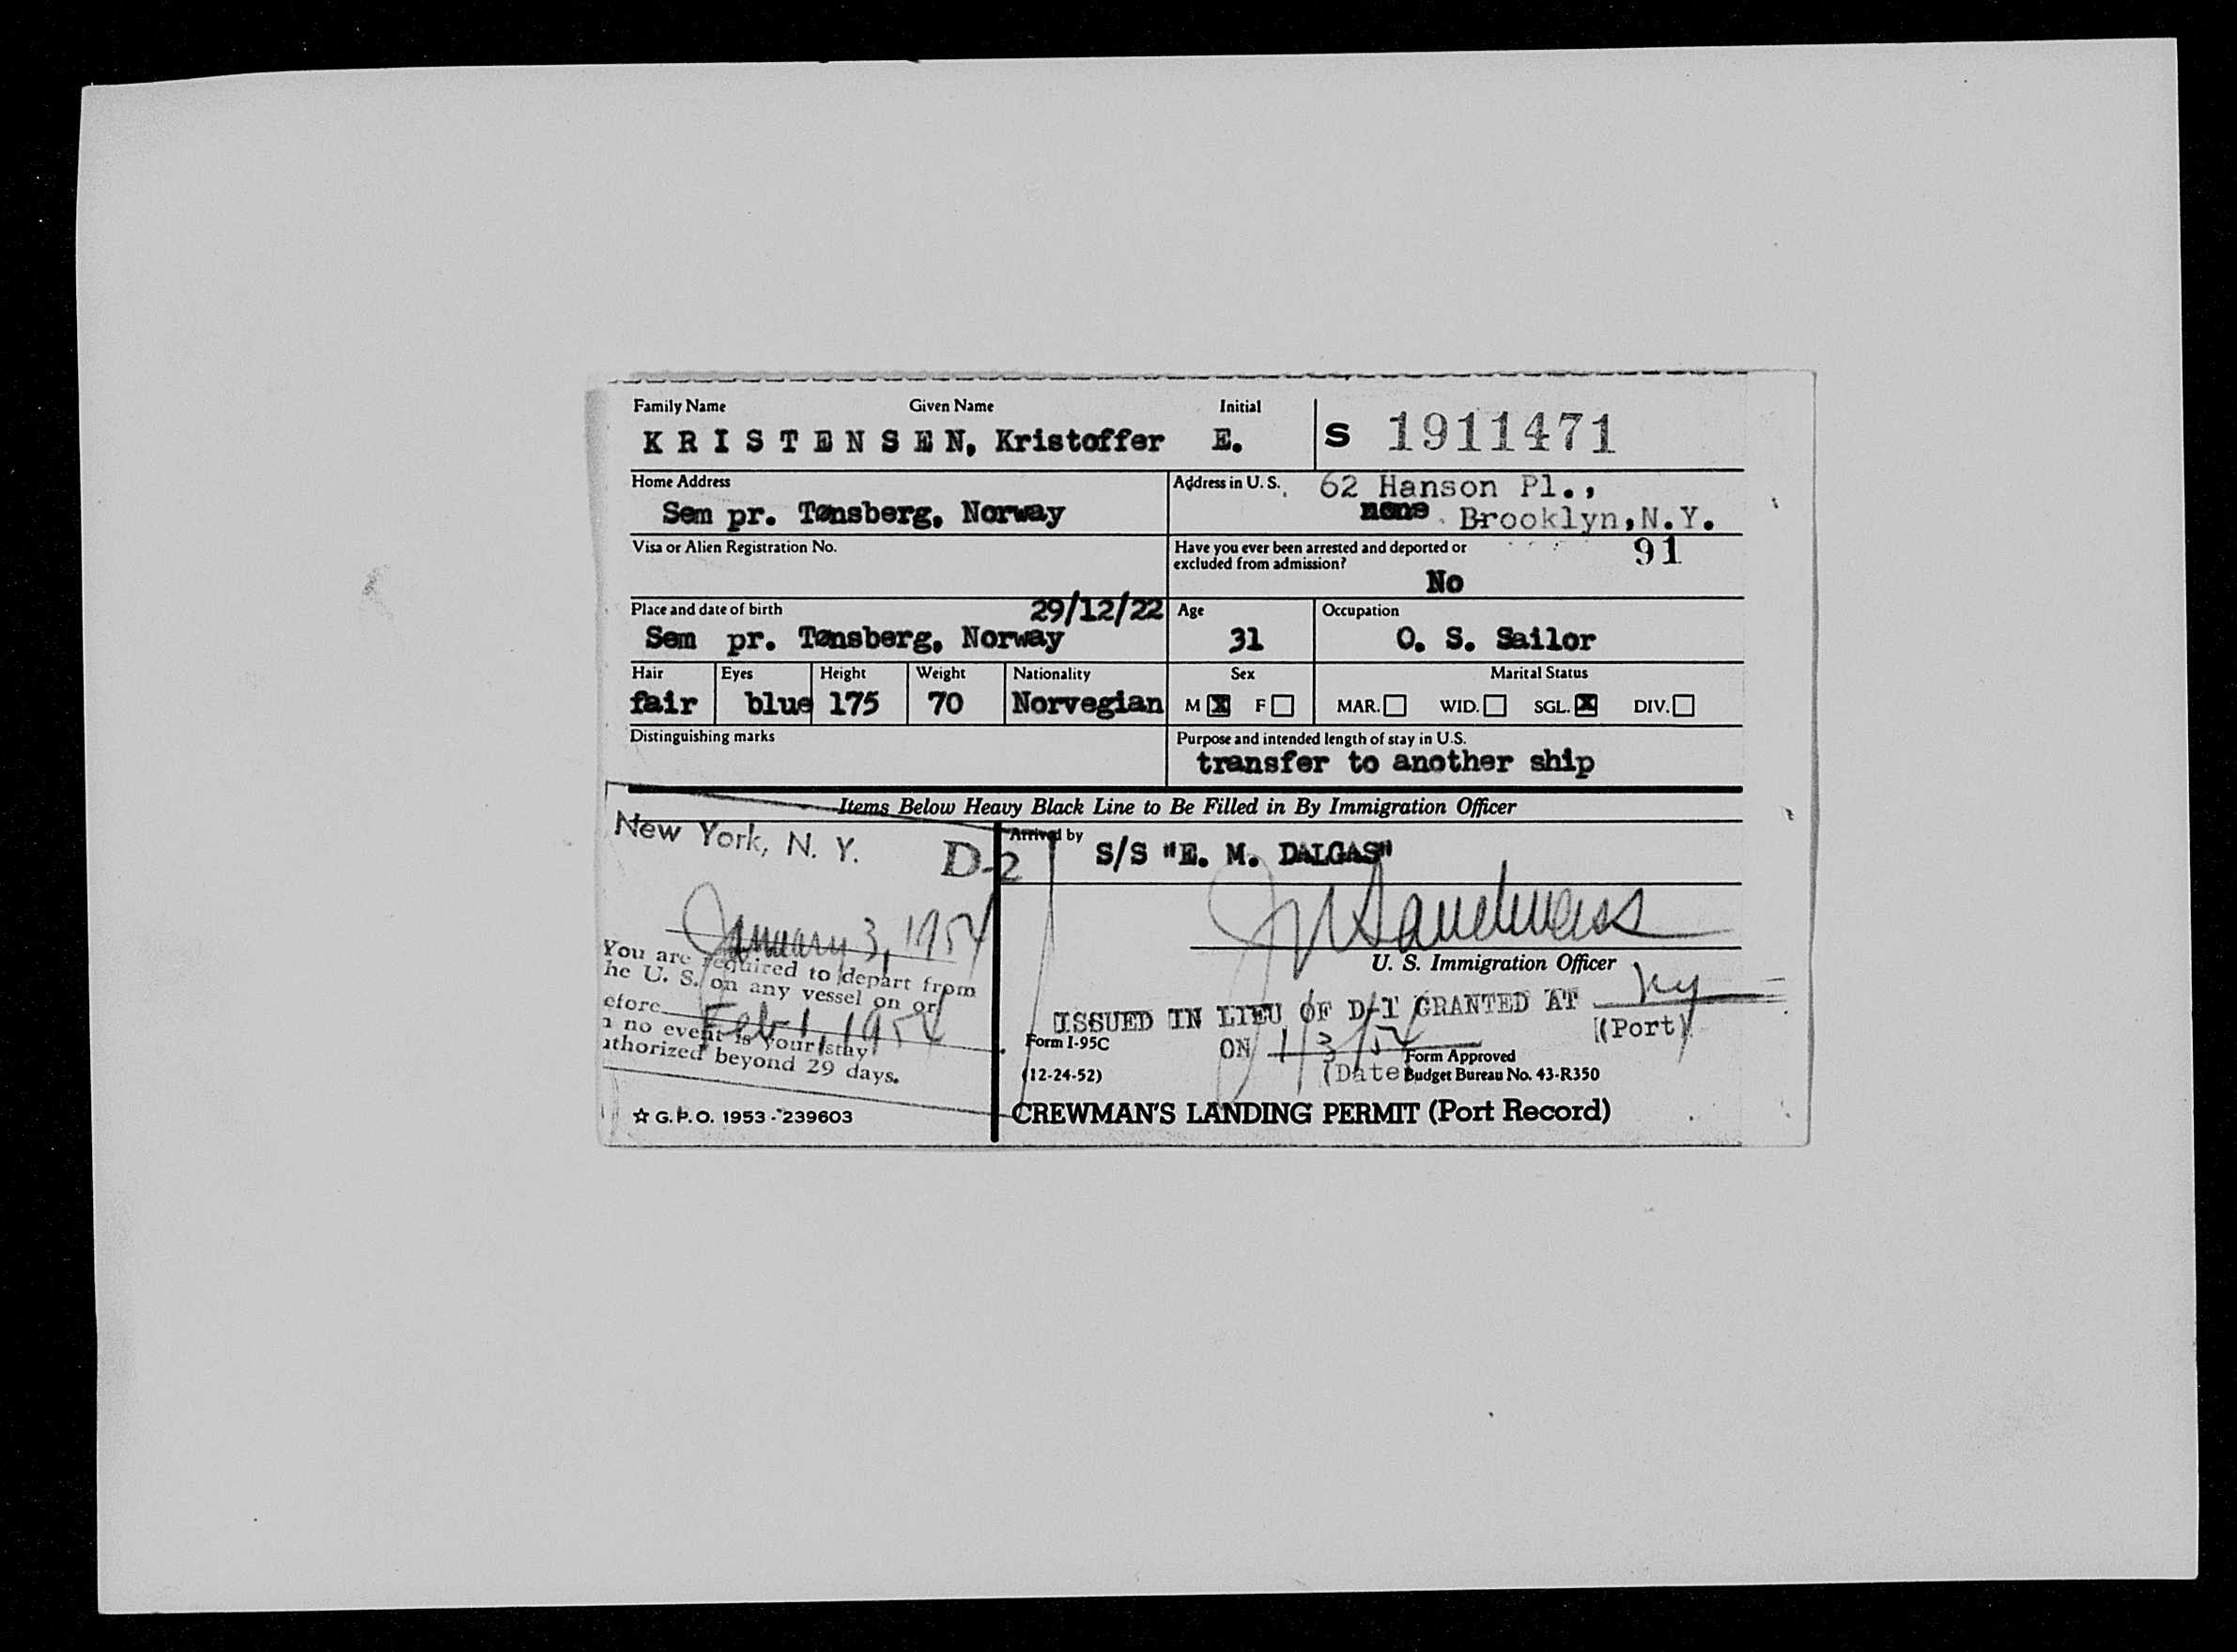 Family Name Given Name Initial
KRISTENSEN, Kristoffer E. S 1911471
Home Address
Sem pr. Tønsberg, Norway
Address in U. S. 62 Hanson Pl.,
none Brooklyn, N.Y.
Visa or Alien Registration No.
Have you ever been arrested and deported or
excluded from admission?
91
No
Place and date of birth 29/12/22
Sem pr. Tønsberg, Norway
Age
31
Occupation
O. S. Sailor
Hair Eyes Height Weight Nationality Sex Marital Status
fair blue 175 70 Norvegian M X F MAR. WID. SGL. X DIV.
Distinguishing marks
Purpose and intended length of stay in U.S.
transfer to another ship
Items Below Heavy Black Line to Be Filled in By Immigration Officer
New York, N. Y.
D-2
January 3, 1954
You are required to depart from
he U. S. on any vessel on or
efore Feb 1, 1954
n no event is your stay
uthorized beyond 29 days.
☆ G.P.O. 1953-239603
Arrived by
S/S "E. M. DALGAS"
U. S. Immigration Officer
ISSUED IN LIEU OF D-1 GRANTED AT ny
(Port)
Form I-95C
ON 1/3/54
(12-24-52)
(Date
Form Approved
Budget Bureau No. 43-R350
CREWMAN'S LANDING PERMIT (Port Record)